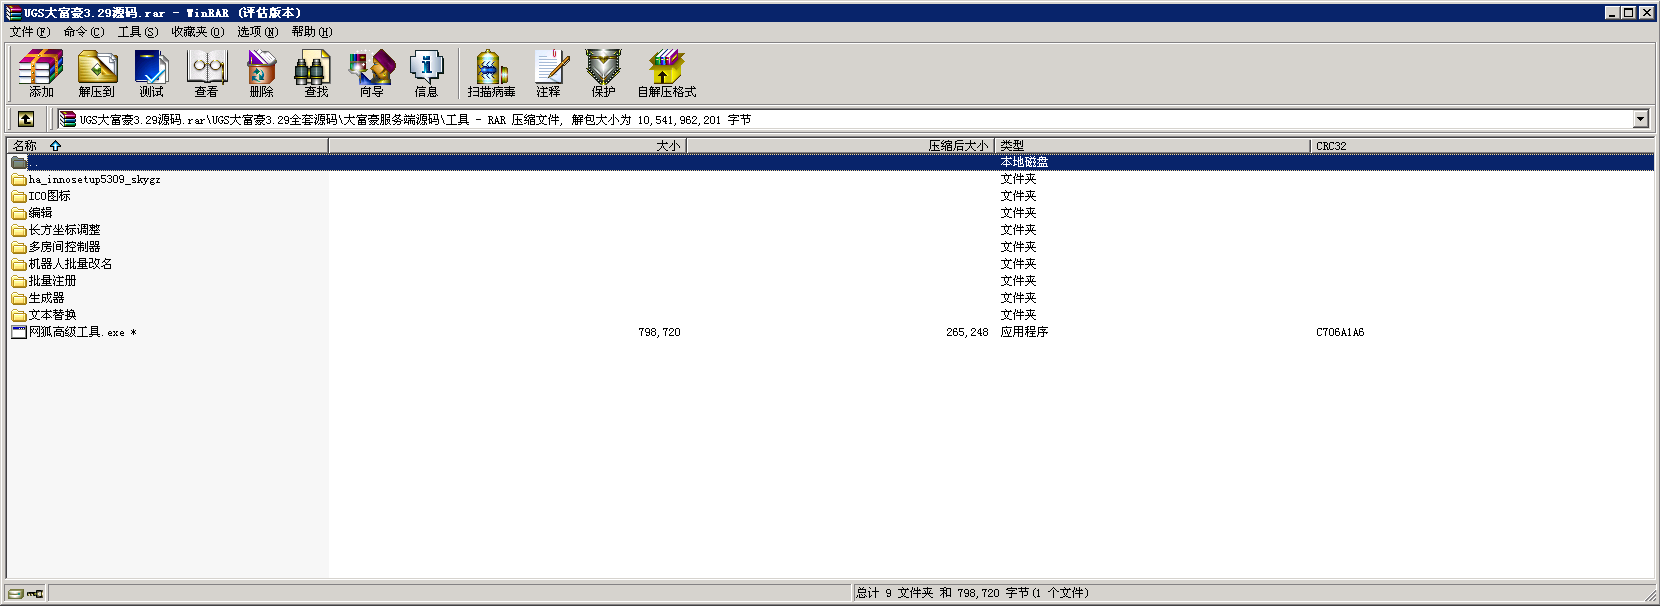 UGS大富豪3.29源码.rar - WinRAR (评估版本)
文件(F) 命令(C) 工具(S) 收藏夹(O) 选项(N) 帮助(H)
添加 解压到 测试 查看 删除 查找 向导 信息 扫描病毒 注释 保护 自解压格式
UGS大富豪3.29源码.rar\UGS大富豪3.29全套源码\大富豪服务端源码\工具 - RAR 压缩文件, 解包大小为 10,541,962,201 字节
名称 大小 压缩后大小 类型 CRC32
.. 本地磁盘
ha_innosetup5309_skygz 文件夹
ICO图标 文件夹
编辑 文件夹
长方坐标调整 文件夹
多房间控制器 文件夹
机器人批量改名 文件夹
批量注册 文件夹
生成器 文件夹
文本替换 文件夹
网狐高级工具.exe * 798,720 265,248 应用程序 C706A1A6
总计 9 文件夹 和 798,720 字节(1 个文件)